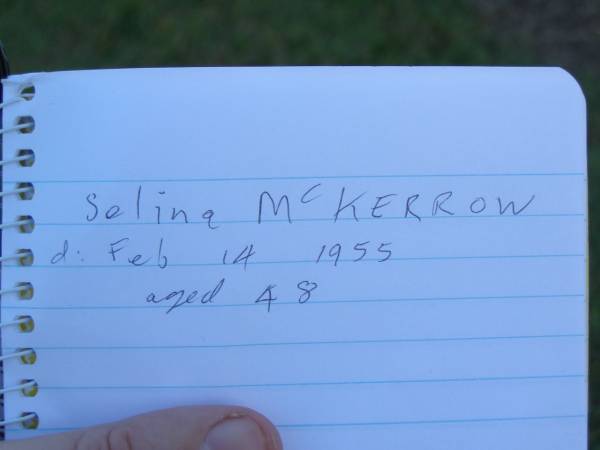 Selina McKERROW
d: Feb 14 1955
aged 48